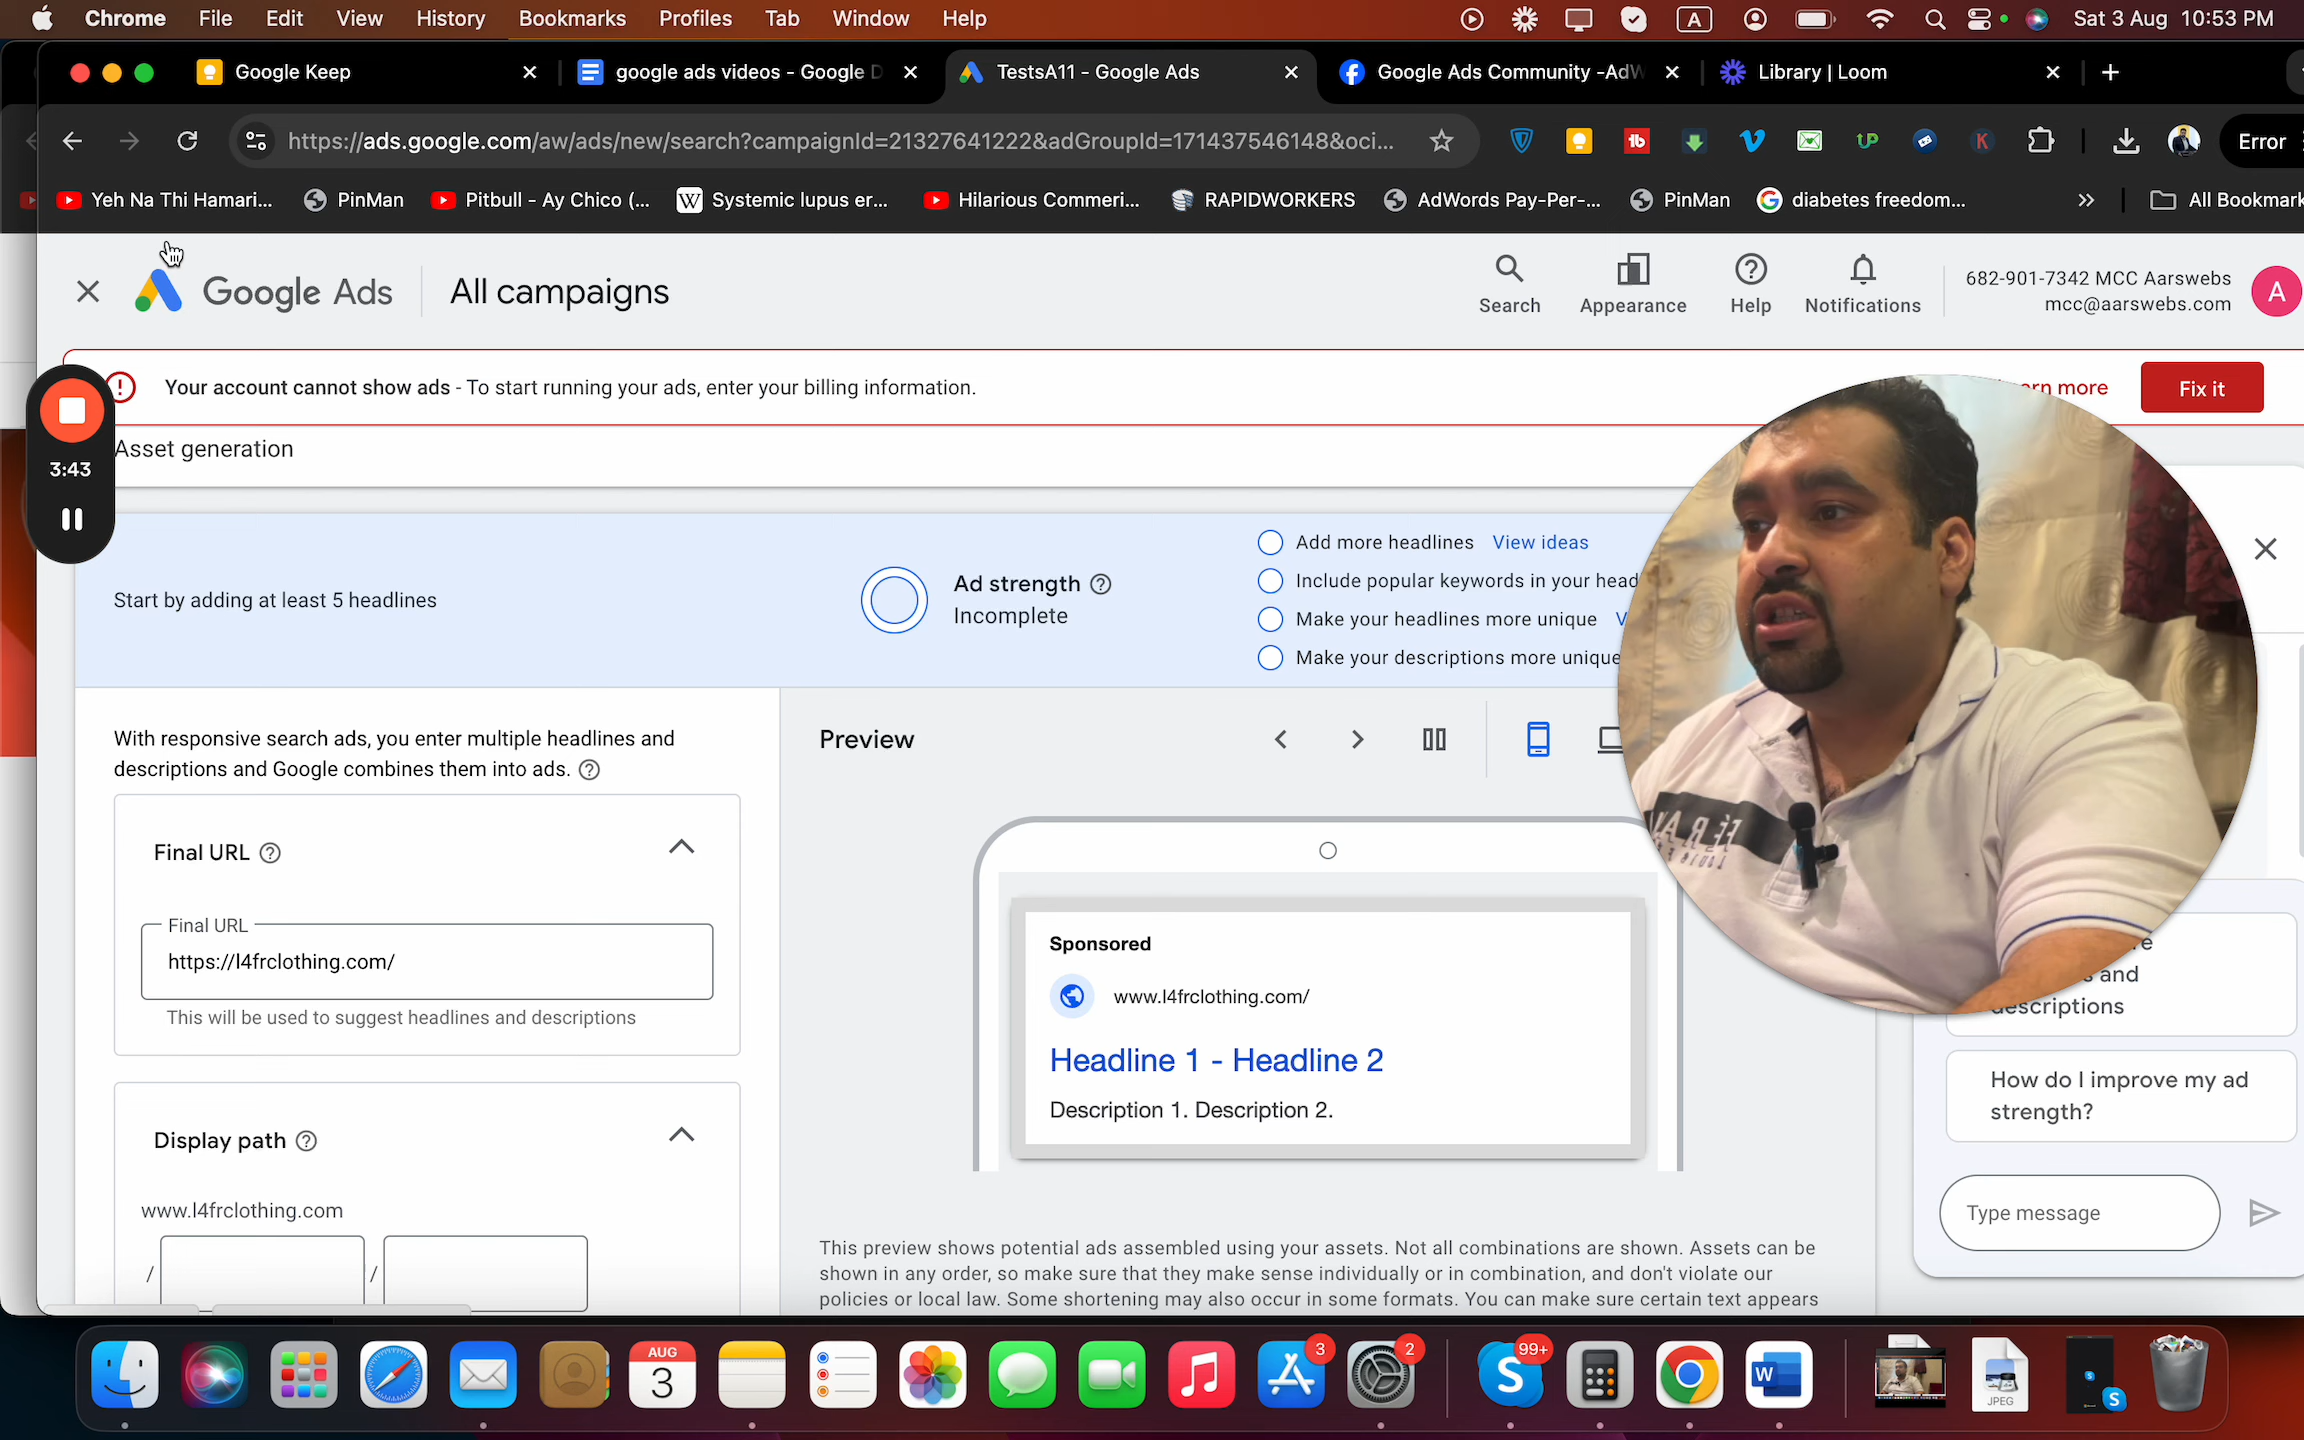 Chrome File Edit View History Bookmarks Profiles Tab Window Help A Sat 3 Aug 10:53 PM
Google Keep
google ads videos - Google D
TestsA11 - Google Ads
Google Ads Community -AdW
Library | Loom
https://ads.google.com/aw/ads/new/search?campaignId=21327641222&adGroupId=171437546148&oci...
Error
Yeh Na Thi Hamari...
PinMan
Pitbull - Ay Chico (...
W
Systemic lupus er...
Hilarious Commeri...
RAPIDWORKERS
AdWords Pay-Per-...
PinMan
diabetes freedom...
All Bookmark
Google Ads
All campaigns
Search
Appearance
Help
Notifications
682-901-7342 MCC Aarswebs
mcc@aarswebs.com
A
Your account cannot show ads - To start running your ads, enter your billing information.
more
Fix it
3:43
Asset generation
Start by adding at least 5 headlines
Ad strength
Incomplete
Add more headlines View ideas
Include popular keywords in your head
Make your headlines more unique
Make your descriptions more unique
With responsive search ads, you enter multiple headlines and
descriptions and Google combines them into ads.
Final URL
Final URL
https://l4frclothing.com/
This will be used to suggest headlines and descriptions
Display path
www.l4frclothing.com
/ /
Preview
Sponsored
www.l4frclothing.com/
Headline 1 - Headline 2
Description 1. Description 2.
This preview shows potential ads assembled using your assets. Not all combinations are shown. Assets can be
shown in any order, so make sure that they make sense individually or in combination, and don't violate our
policies or local law. Some shortening may also occur in some formats. You can make sure certain text appears
and
descriptions
How do I improve my ad
strength?
Type message
AUG
3
3
2
99+
S
W
JPEG
S